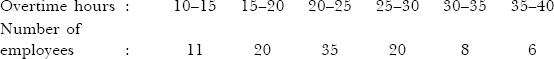 Overtime hours : 10–15 15–20 20–25 25–30 30–35 35–40
Number of
employees : 11 20 35 20 8 6